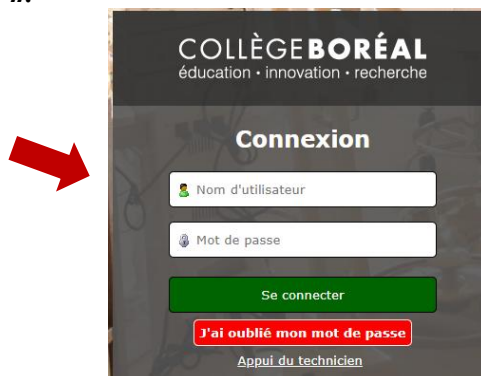 COLLÈGEBORÉAL
éducation • innovation • recherche
Connexion
Nom d'utilisateur
Mot de passe
Se connecter
J'ai oublié mon mot de passe
Appui du technicien